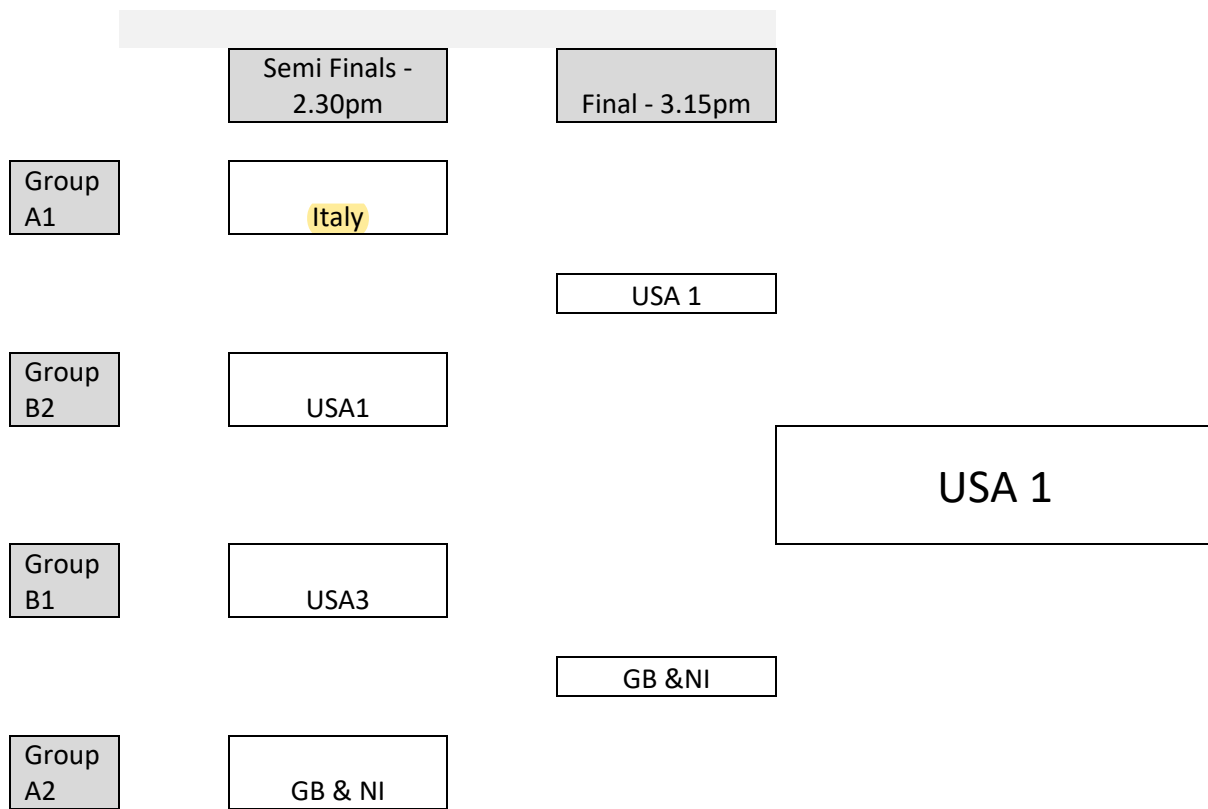 Semi Finals -
2.30pm
Final - 3.15pm
Group
A1
Italy
USA 1
Group
B2
USA1
USA 1
Group
B1
USA3
GB &NI
Group
A2
GB & NI